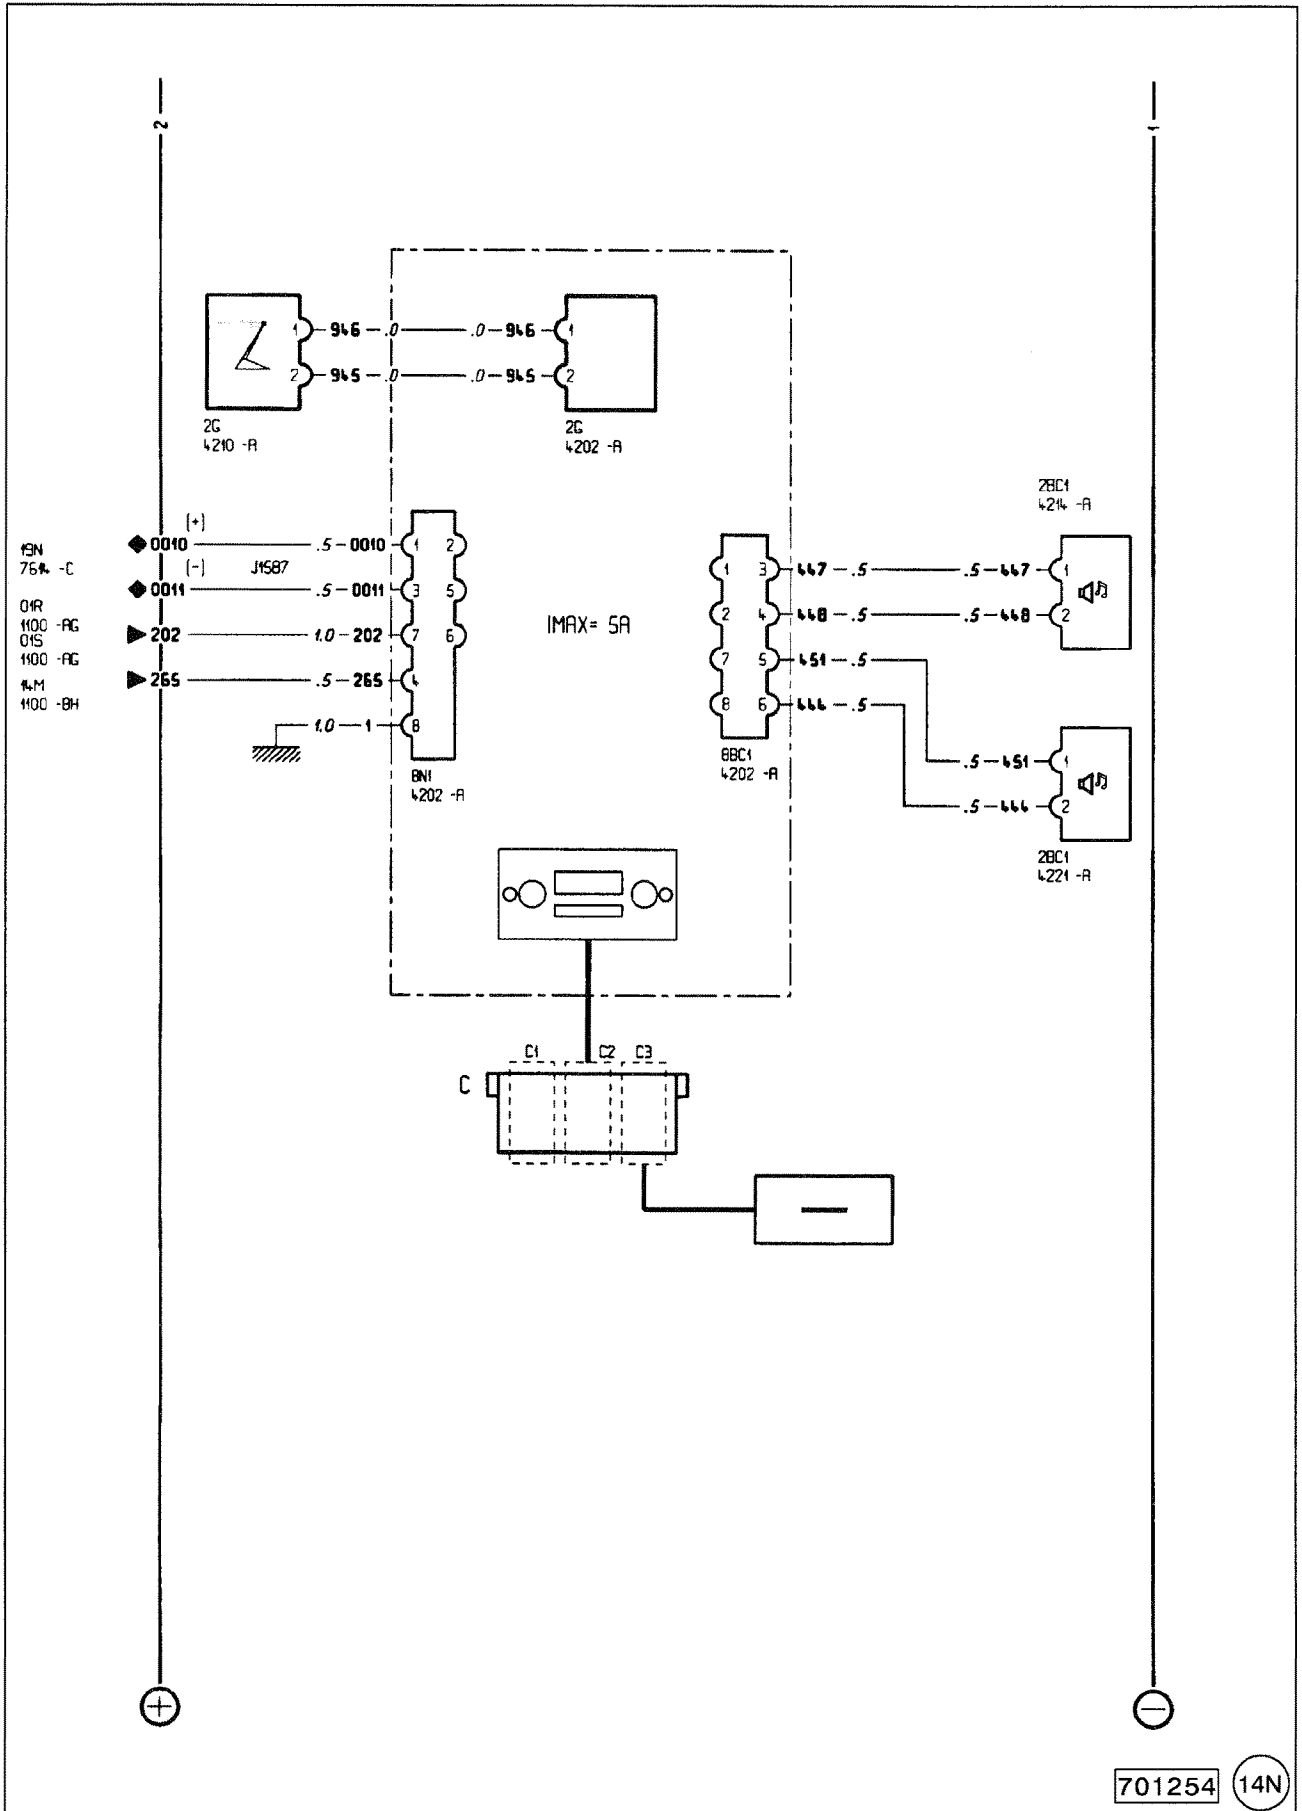 2
1
1 946 .0 .0 946 1
2 945 .0 .0 945 2
2G
4210 -A
2G
4202 -A
2BC1
4214 -A
19N
7614 -C
01R
1100 -AG
01S
1100 -AG
14M
1100 -BH
[+]
0010 .5 0010 1 2
[-] J1587
0011 .5 0011 3 5
202 1.0 202 7 6
265 .5 265 4
1.0 1 8
8N1
4202 -A
IMAX= 5A
1 3 447 .5 .5 447 1
2 4 448 .5 .5 448 2
7 5 451 .5
8 6 444 .5
8BC1
4202 -A
.5 451 1
.5 444 2
2BC1
4221 -A
C1 C2 C3
C
+
−
701254 14N